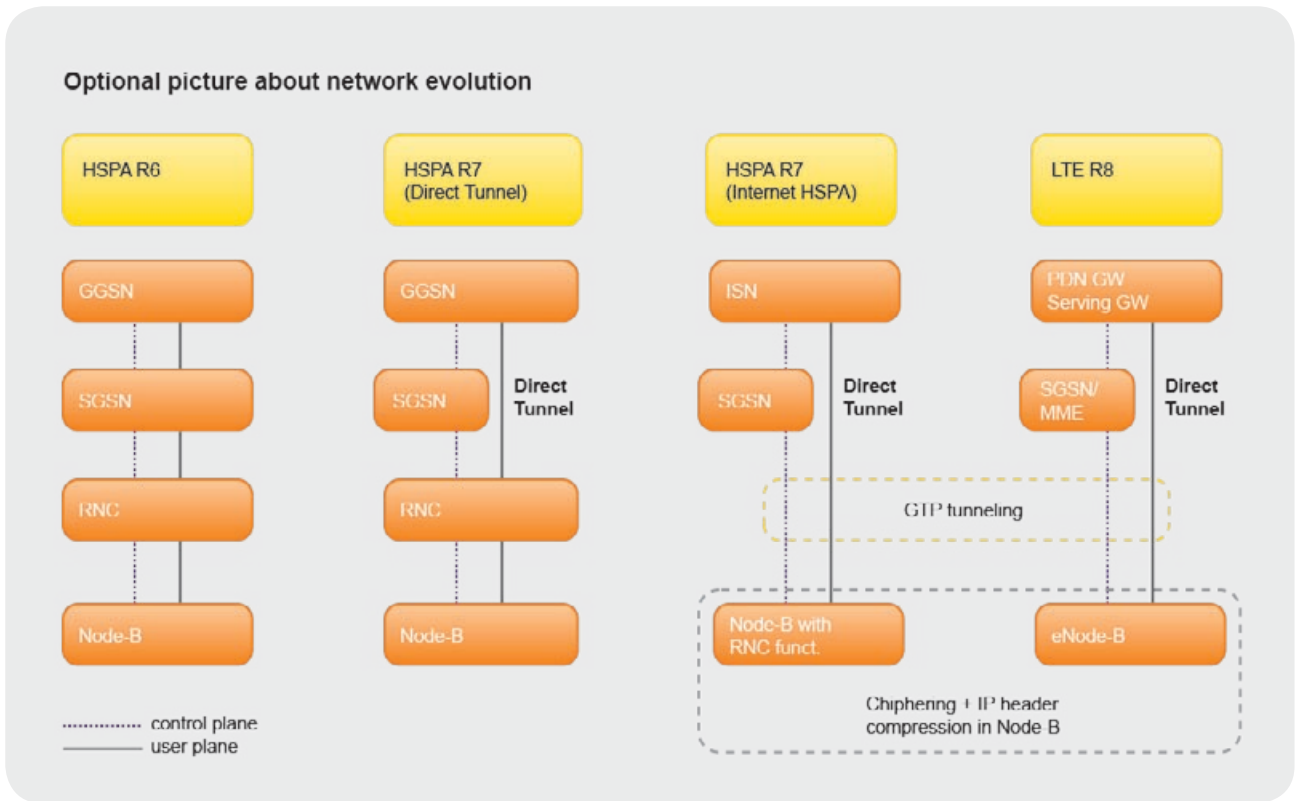 Optional picture about network evolution
HSPA R6
HSPA R7
(Direct Tunnel)
HSPA R7
(Internet HSPA)
LTE R8
GGSN
GGSN
ISN
PDN GW
Serving GW
SGSN
SGSN
Direct
Tunnel
SGSN
Direct
Tunnel
SGSN/
MME
Direct
Tunnel
RNC
RNC
GTP tunneling
Node-B
Node-B
Node-B with
RNC funct.
eNode-B
Chiphering + IP header
compression in Node-B
control plane
user plane